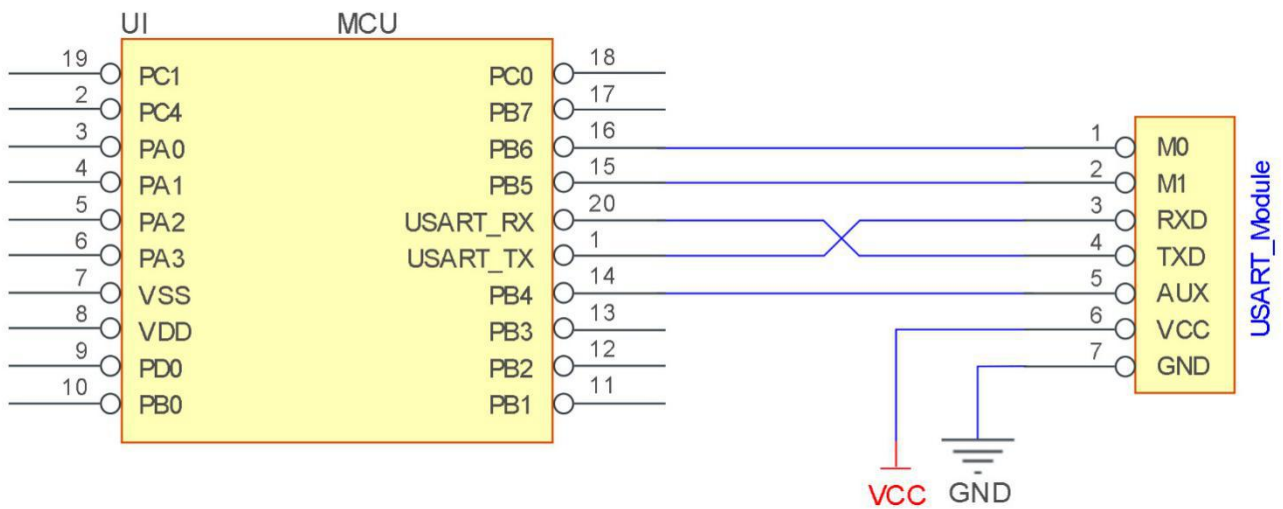 UI MCU
19 PC1 PC0 18
2 PC4 PB7 17
3 PA0 PB6 16 1 M0
4 PA1 PB5 15 2 M1
5 PA2 USART_RX 20 3 RXD
6 PA3 USART_TX 1 4 TXD
7 VSS PB4 14 5 AUX
8 VDD PB3 13 6 VCC
9 PD0 PB2 12 7 GND
10 PB0 PB1 11
USART_Module
VCC GND